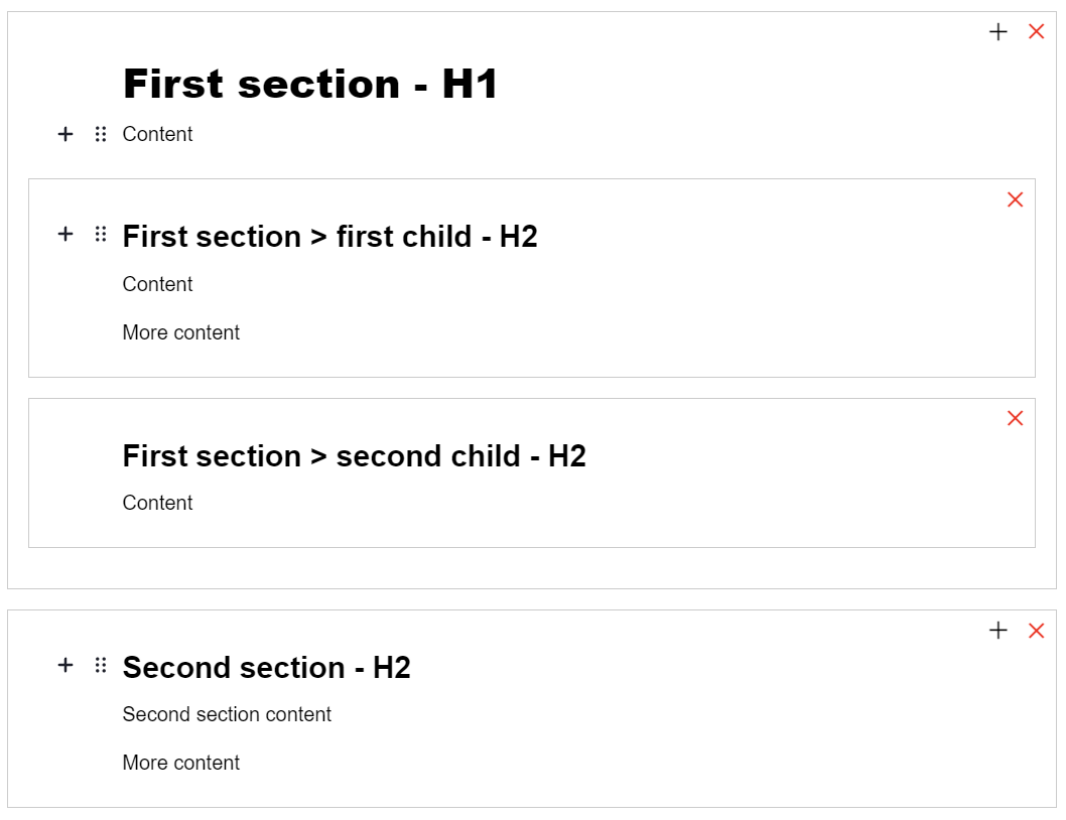 First section - H1
Content
First section > first child - H2
Content
More content
First section > second child - H2
Content
Second section - H2
Second section content
More content